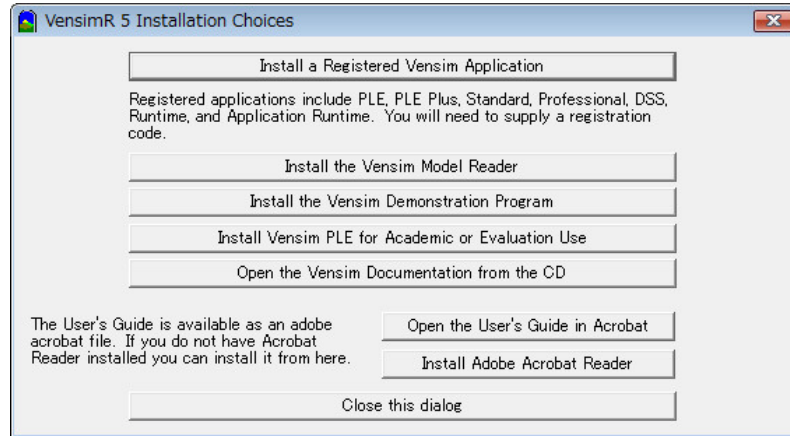 VensimR 5 Installation Choices
Install a Registered Vensim Application
Registered applications include PLE, PLE Plus, Standard, Professional, DSS,
Runtime, and Application Runtime. You will need to supply a registration
code.
Install the Vensim Model Reader
Install the Vensim Demonstration Program
Install Vensim PLE for Academic or Evaluation Use
Open the Vensim Documentation from the CD
The User's Guide is available as an adobe
acrobat file. If you do not have Acrobat
Reader installed you can install it from here.
Open the User's Guide in Acrobat
Install Adobe Acrobat Reader
Close this dialog